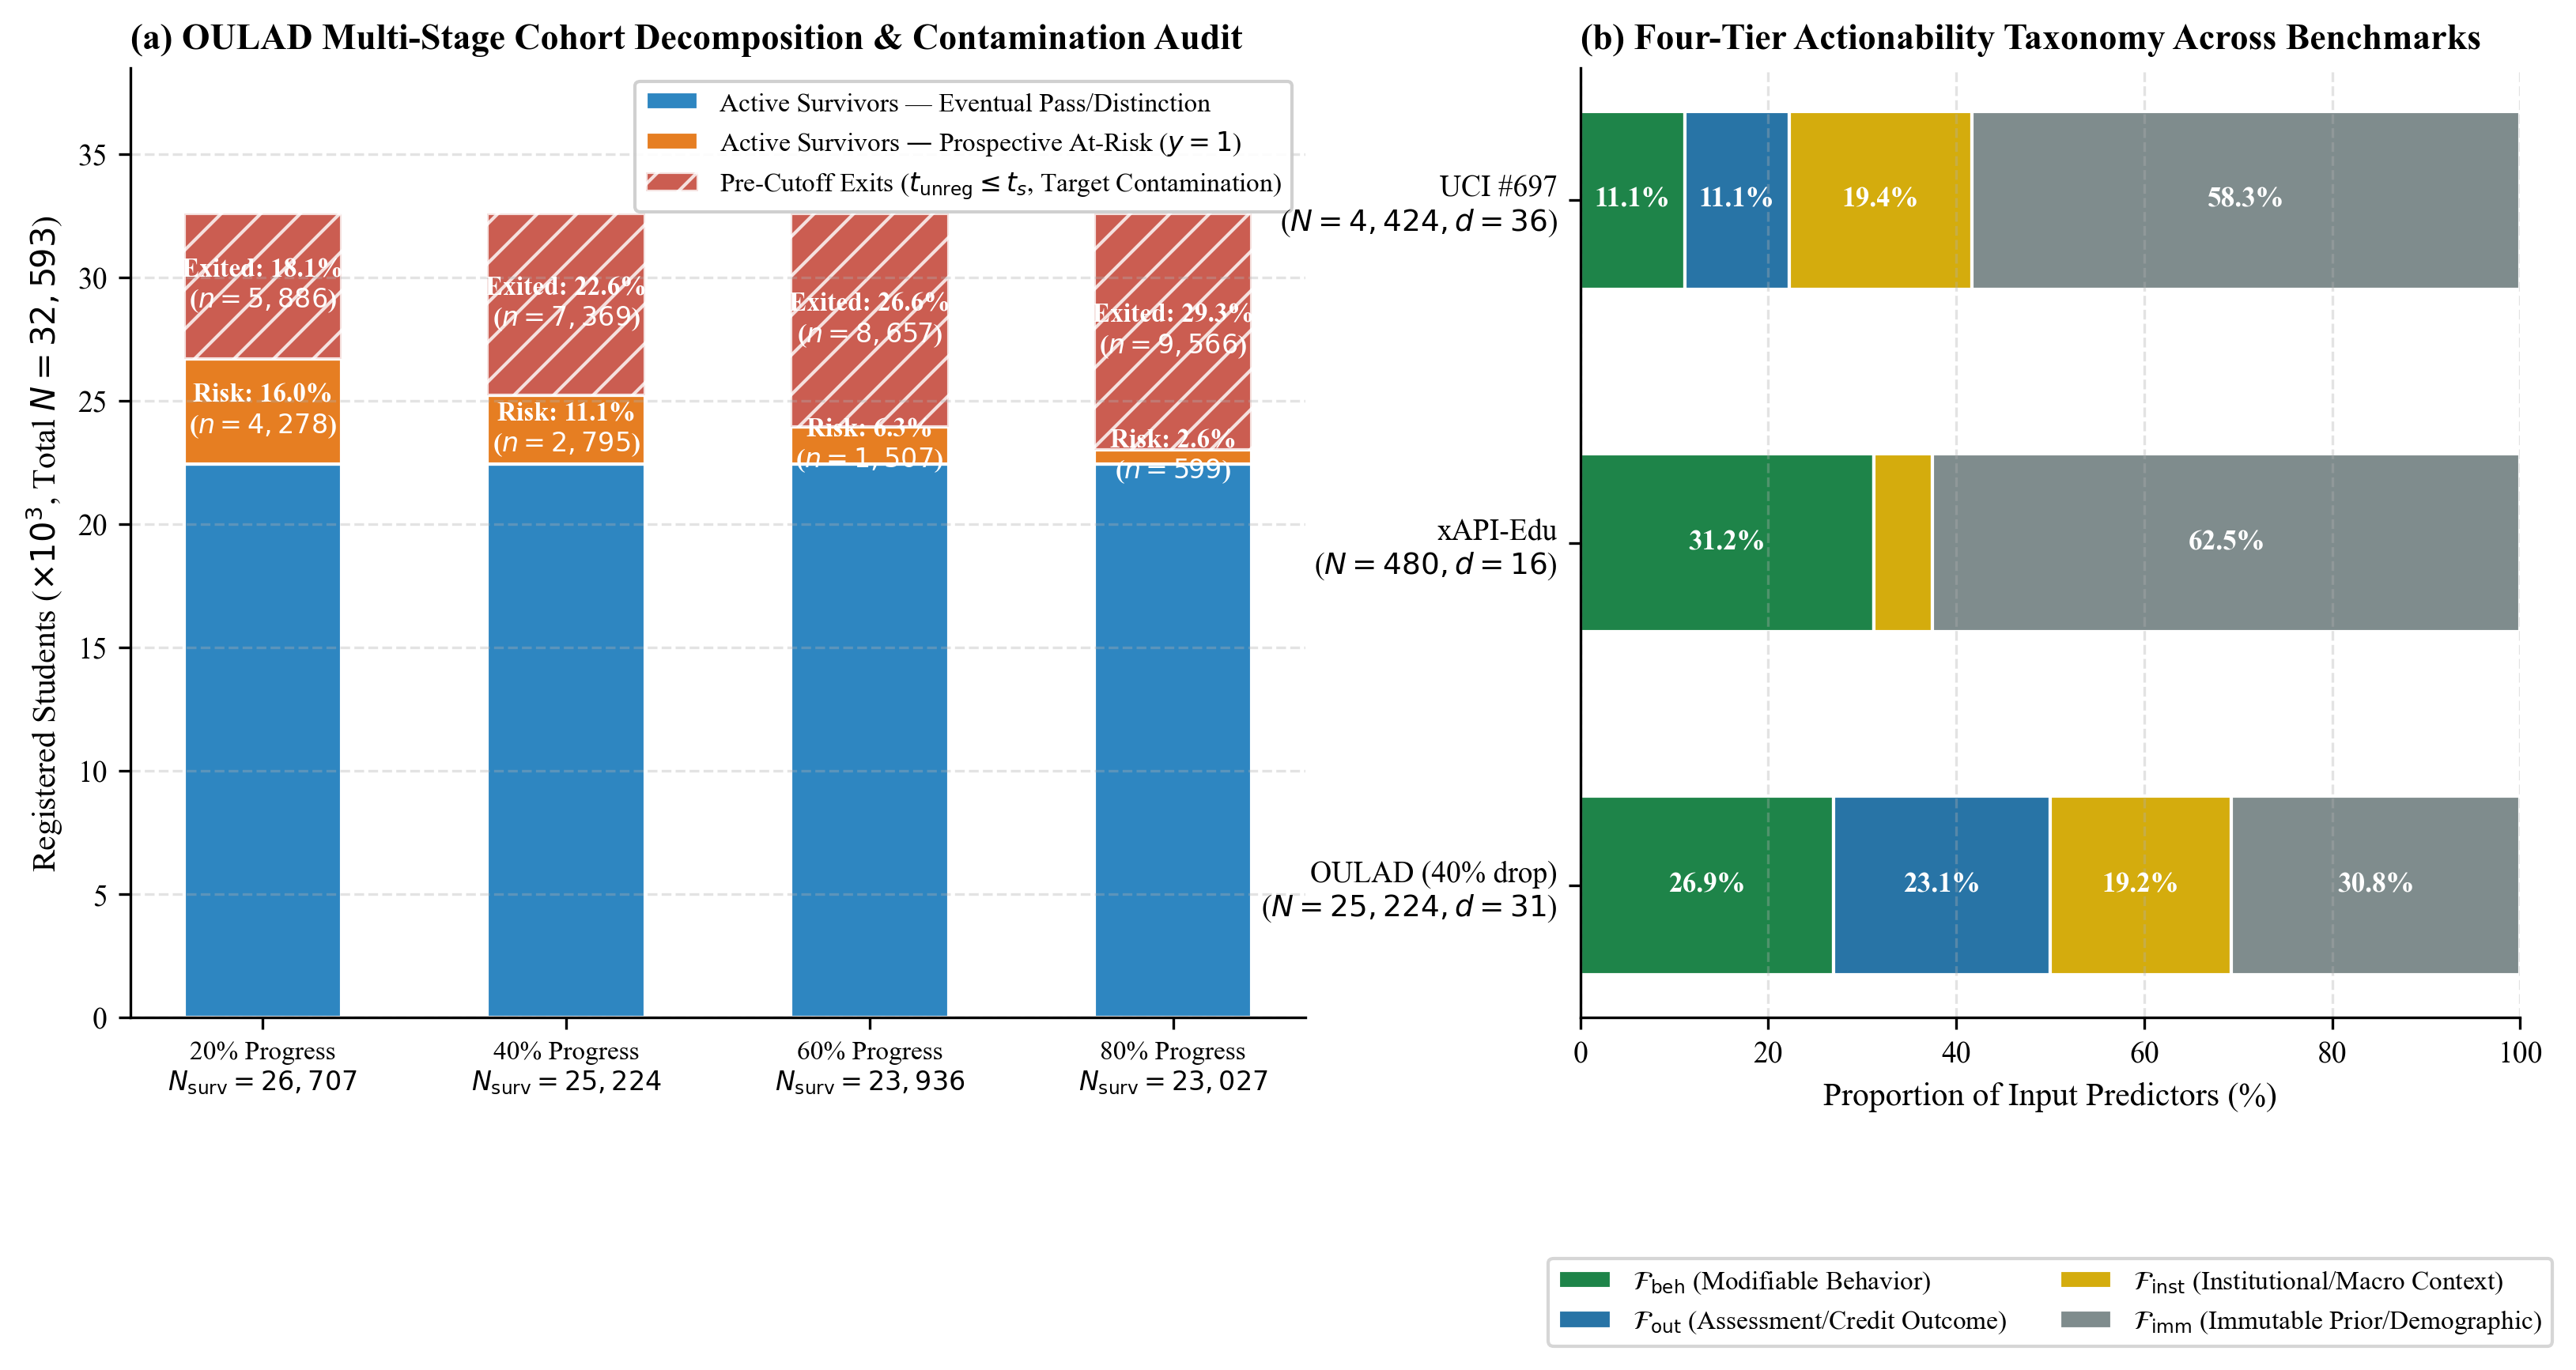 (a) OULAD Multi-Stage Cohort Decomposition & Contamination Audit
Active Survivors — Eventual Pass/Distinction
Active Survivors — Prospective At-Risk (y = 1)
Pre-Cutoff Exits (t_unreg ≤ t_s, Target Contamination)
Registered Students (×10³, Total N = 32, 593)
35
30
25
20
15
10
5
0
Exited: 18.1%
(n = 5, 886)
Risk: 16.0%
(n = 4, 278)
Exited: 22.6%
(n = 7, 369)
Risk: 11.1%
(n = 2, 795)
Exited: 26.6%
(n = 8, 657)
Risk: 6.3%
(n = 1, 507)
Exited: 29.3%
(n = 9, 566)
Risk: 2.6%
(n = 599)
20% Progress
N_surv = 26, 707
40% Progress
N_surv = 25, 224
60% Progress
N_surv = 23, 936
80% Progress
N_surv = 23, 027
(b) Four-Tier Actionability Taxonomy Across Benchmarks
UCI #697
(N = 4, 424, d = 36)
11.1% 11.1% 19.4% 58.3%
xAPI-Edu
(N = 480, d = 16)
31.2% 62.5%
OULAD (40% drop)
(N = 25, 224, d = 31)
26.9% 23.1% 19.2% 30.8%
0 20 40 60 80 100
Proportion of Input Predictors (%)
ℱ_beh (Modifiable Behavior)
ℱ_out (Assessment/Credit Outcome)
ℱ_inst (Institutional/Macro Context)
ℱ_imm (Immutable Prior/Demographic)